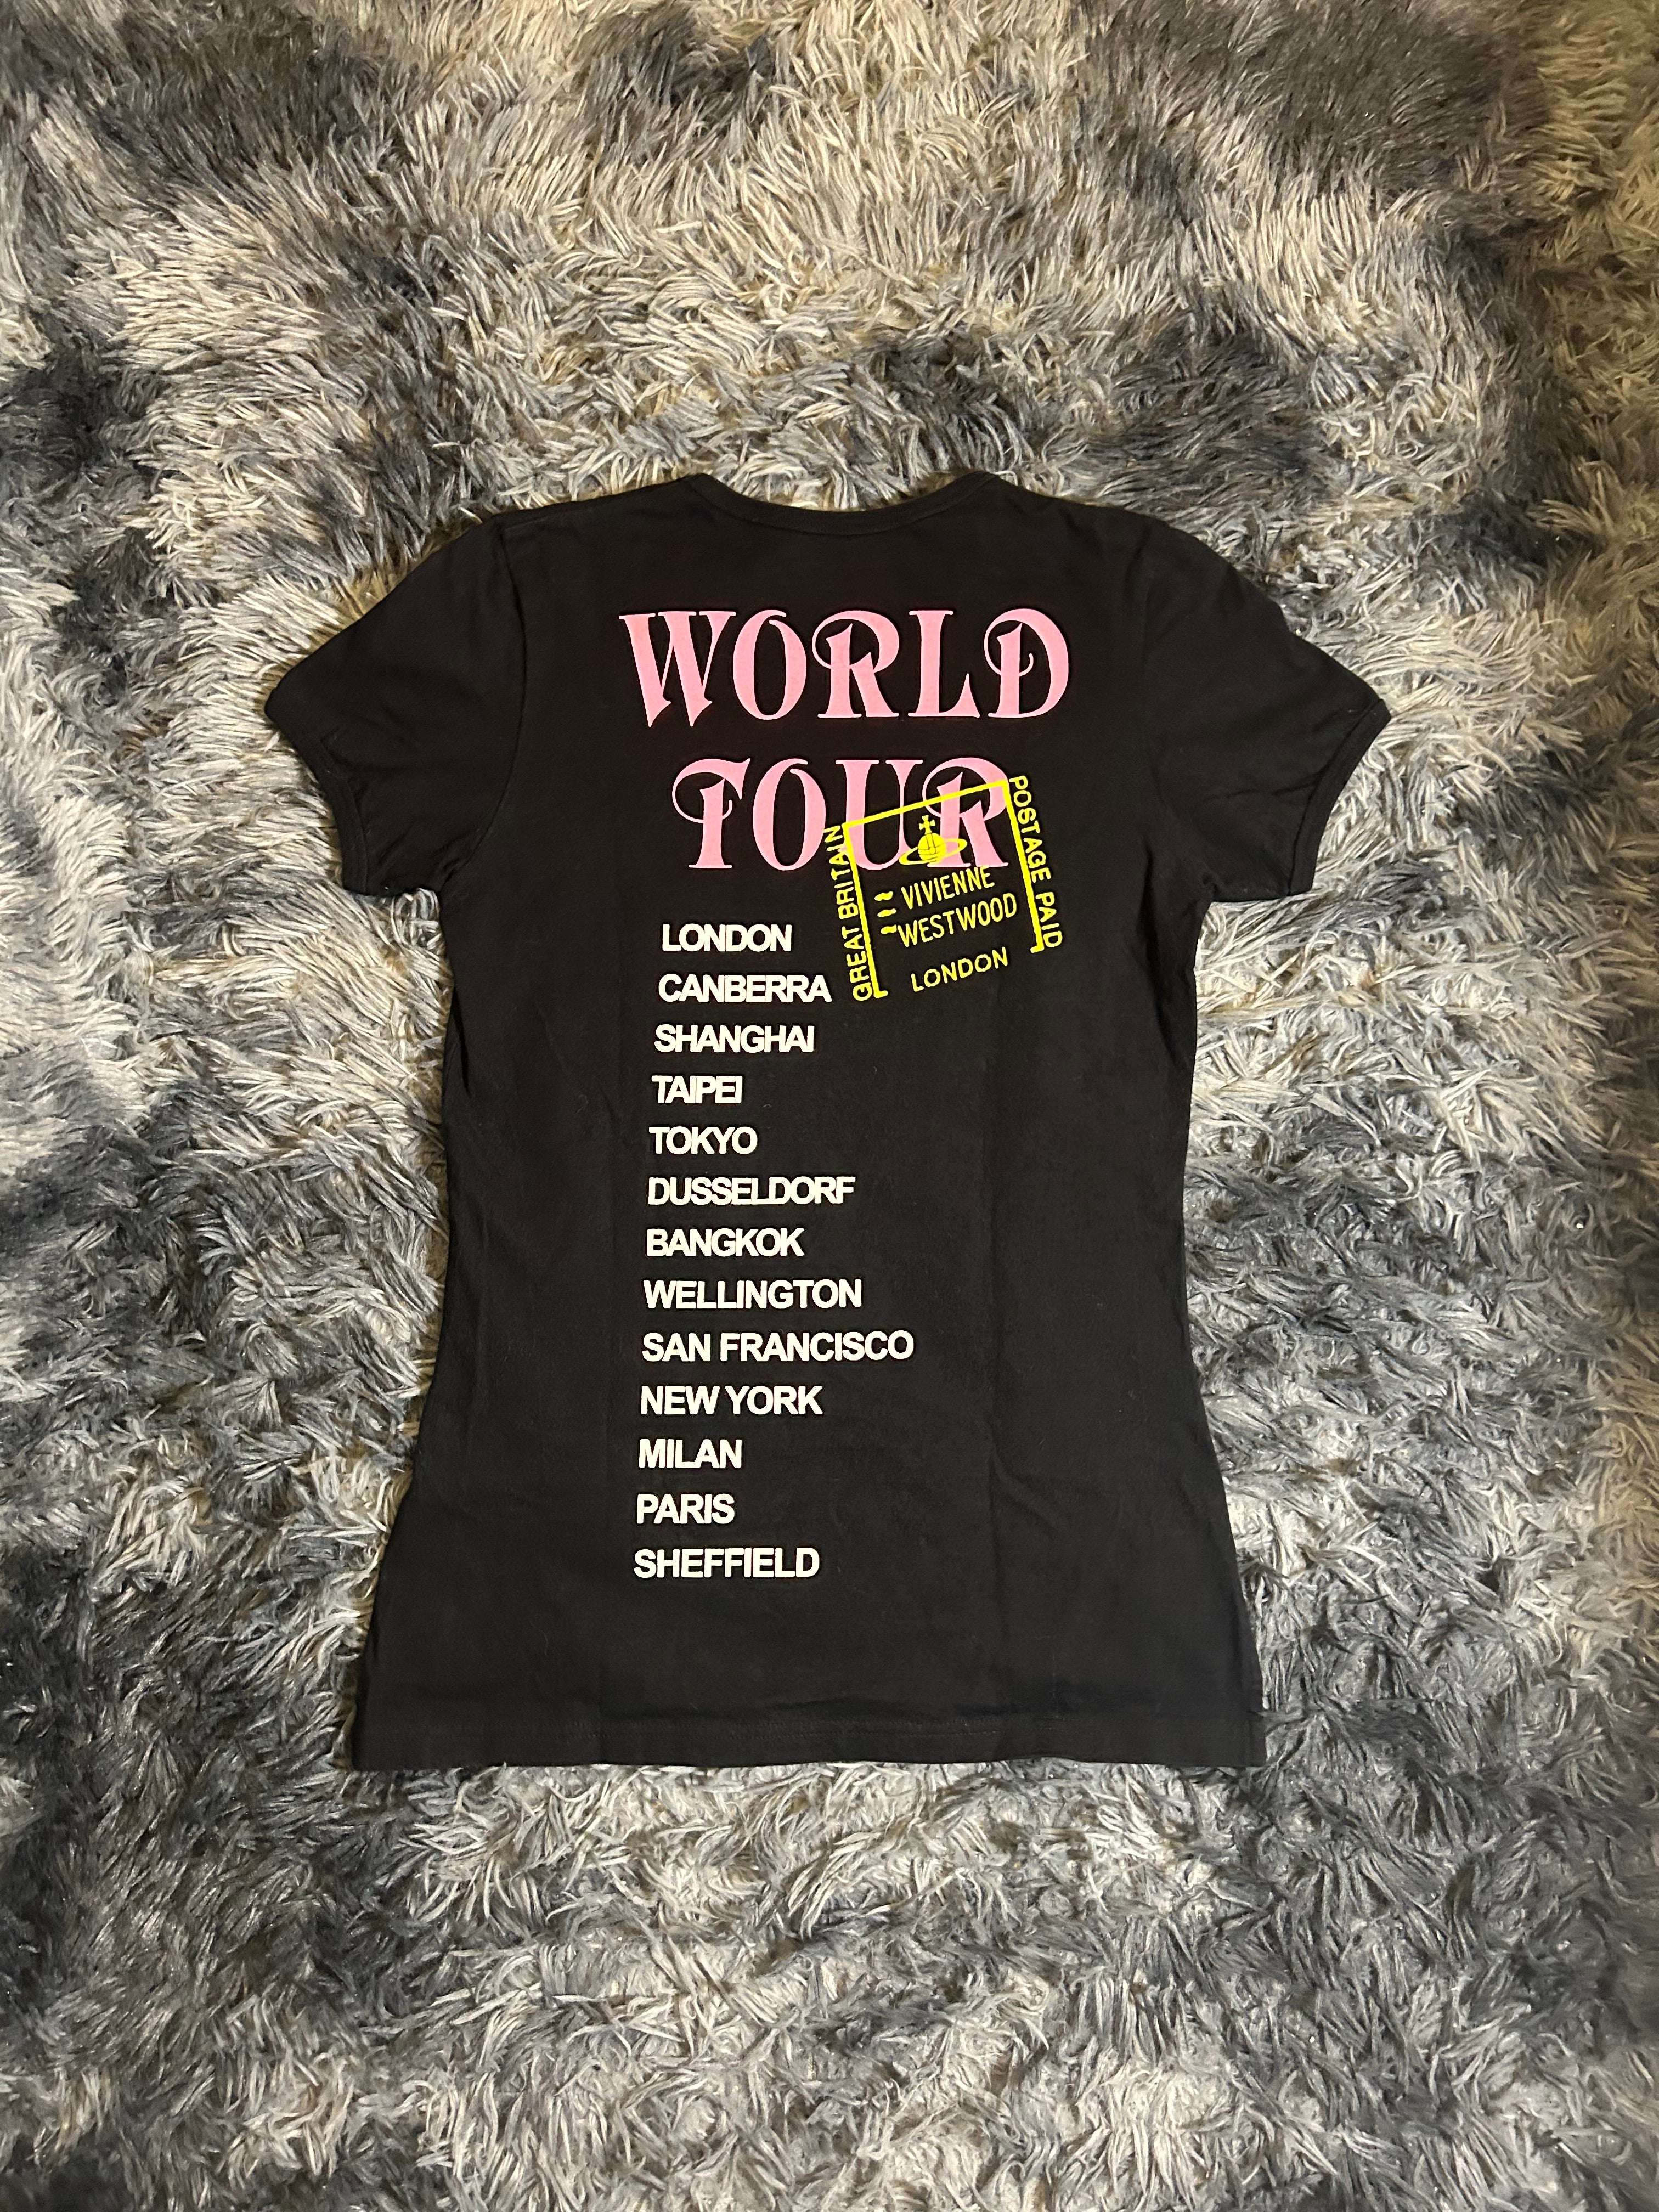 WORLD
TOUR
GREAT BRITAIN
POSTAGE PAID
VIVIENNE
WESTWOOD
LONDON
LONDON
CANBERRA
SHANGHAI
TAIPEI
TOKYO
DUSSELDORF
BANGKOK
WELLINGTON
SAN FRANCISCO
NEW YORK
MILAN
PARIS
SHEFFIELD